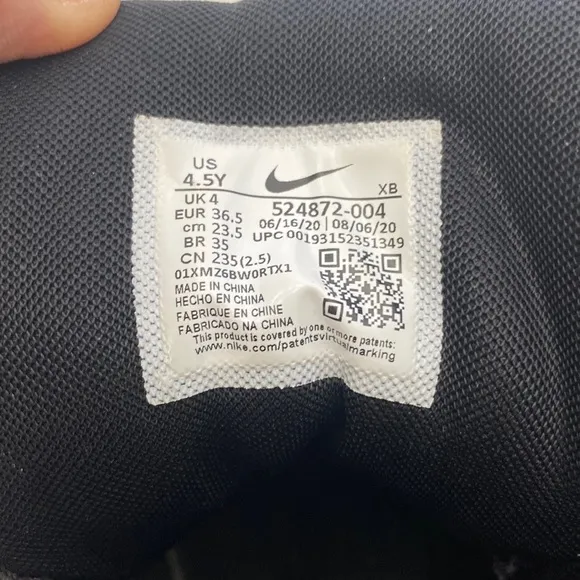 US
4.5Y
XB
UK 4
EUR 36.5
cm 23.5
BR 35
CN 235(2.5)
524872-004
06/16/20 | 08/06/20
UPC 00193152351349
01XMZ6BW0RTX1
MADE IN CHINA
HECHO EN CHINA
FABRIQUE EN CHINE
FABRICADO NA CHINA
This product is covered by one or more patents:
www.nike.com/patentsvirtualmarking